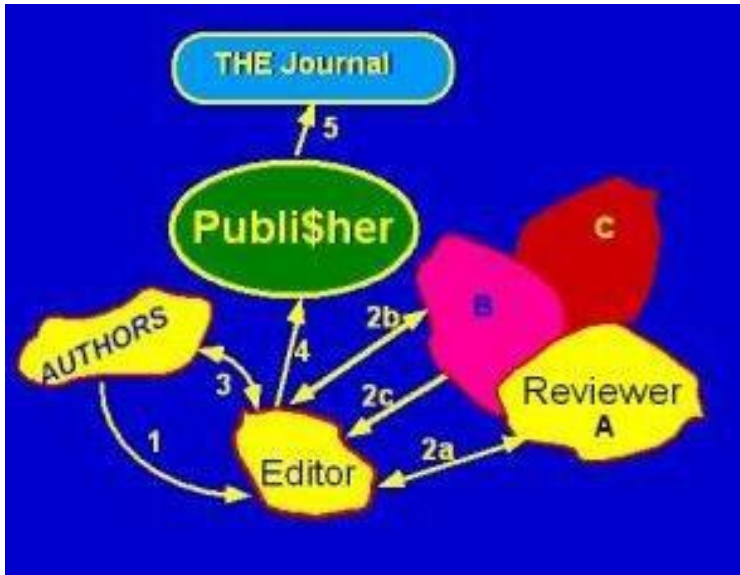 THE Journal
5
Publi$her
C
B
AUTHORS
2b
4
3
2c
Reviewer
A
1
2a
Editor